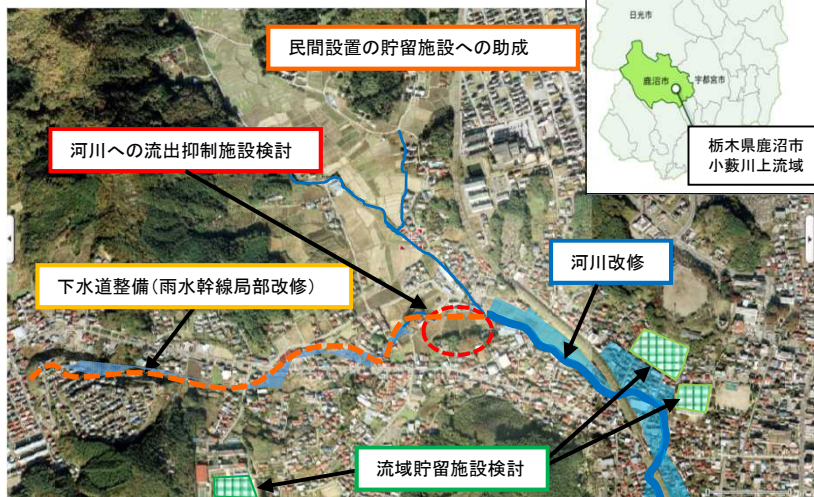 民間設置の貯留施設への助成
日光市
鹿沼市
宇都宮市
栃木県鹿沼市
小藪川上流域
河川への流出抑制施設検討
河川改修
下水道整備（雨水幹線局部改修）
流域貯留施設検討